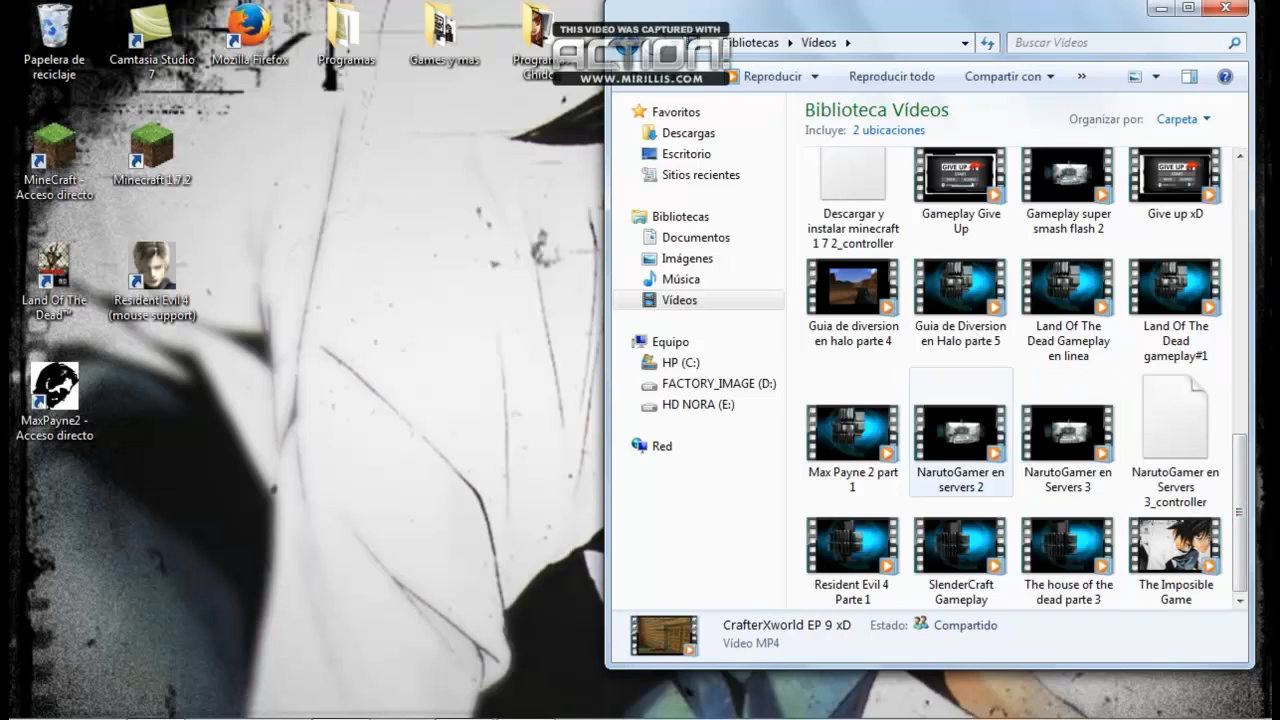 Papelera de
reciclaje
Camtasia Studio
7
Mozilla Firefox
Programas
Games y mas
Chido
MineCraft -
Acceso directo
Minecraft 1.7.2
Land Of The
Dead™
Resident Evil 4
(mouse support)
MaxPayne2 -
Acceso directo
THIS VIDEO WAS CAPTURED WITH
ACTION!
WWW.MIRILLIS.COM
Bibliotecas
Vídeos
Buscar Vídeos
Reproducir
Reproducir todo
Compartir con
»
Favoritos
Descargas
Escritorio
Sitios recientes
Bibliotecas
Documentos
Imágenes
Música
Vídeos
Equipo
HP (C:)
FACTORY_IMAGE (D:)
HD NORA (E:)
Red
Biblioteca Vídeos
Incluye: 2 ubicaciones
Organizar por: Carpeta
Descargar y
instalar minecraft
1 7 2_controller
Gameplay Give
Up
Gameplay super
smash flash 2
Give up xD
Guia de diversion
en halo parte 4
Guia de Diversion
en Halo parte 5
Land Of The
Dead Gameplay
en linea
Land Of The
Dead
gameplay#1
Max Payne 2 part
1
NarutoGamer en
servers 2
NarutoGamer en
Servers 3
NarutoGamer en
Servers
3_controller
Resident Evil 4
Parte 1
SlenderCraft
Gameplay
The house of the
dead parte 3
The Imposible
Game
CrafterXworld EP 9 xD
Estado: Compartido
Vídeo MP4